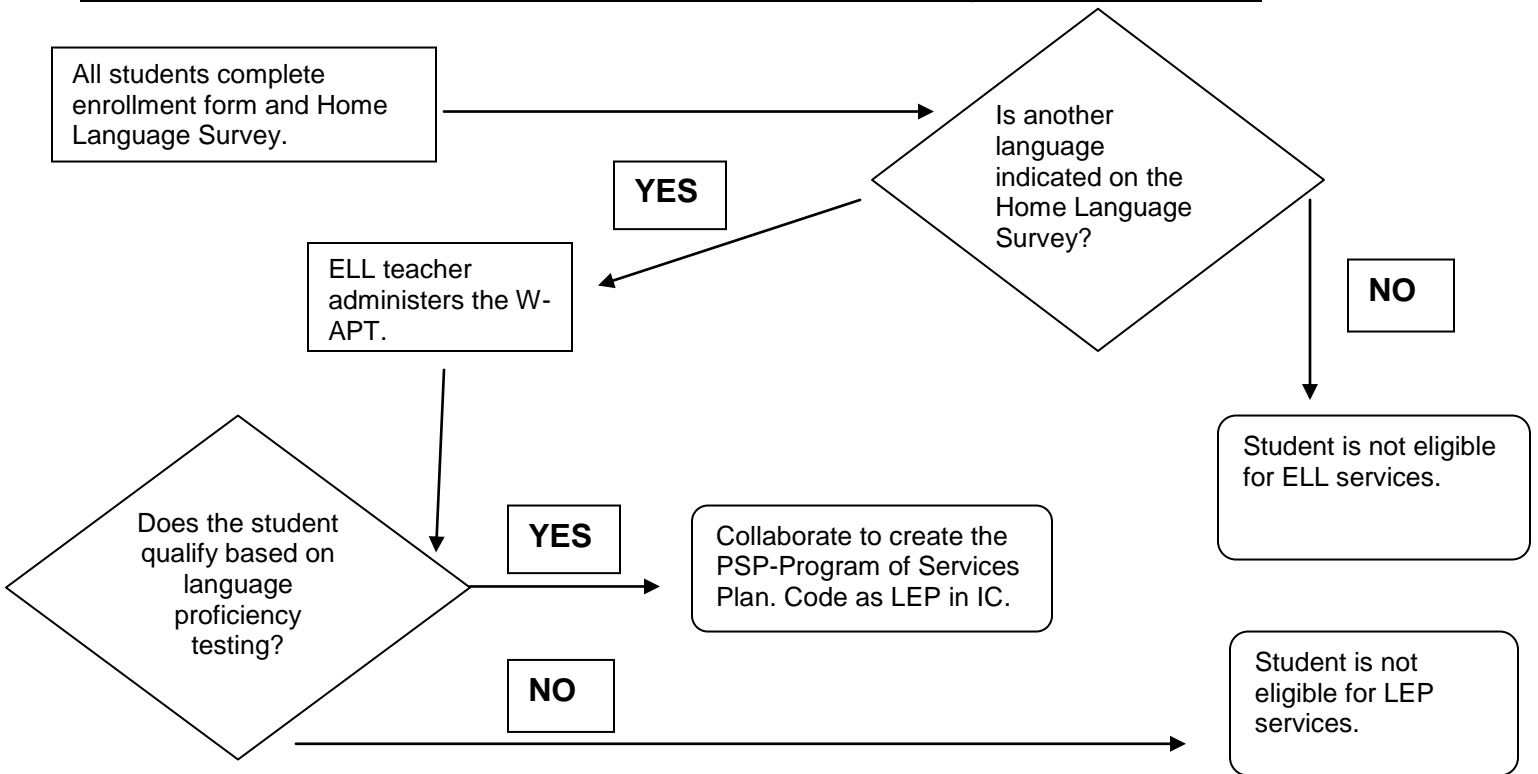 All students complete
enrollment form and Home
Language Survey.
Is another
language
indicated on the
Home Language
Survey?
YES
NO
ELL teacher
administers the W-
APT.
Student is not eligible
for ELL services.
Does the student
qualify based on
language
proficiency
testing?
YES
Collaborate to create the
PSP-Program of Services
Plan. Code as LEP in IC.
NO
Student is not
eligible for LEP
services.